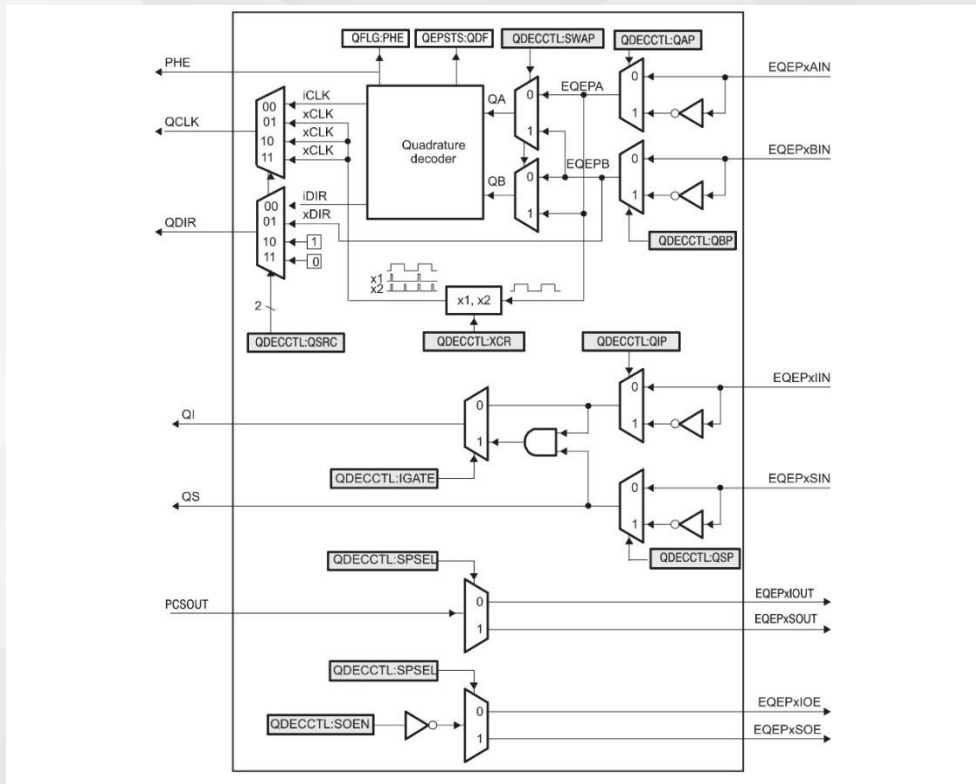 QFLG:PHE
QEPSTS:QDF
QDECCTL:SWAP
QDECCTL:QAP
PHE
EQEPxAIN
00
01
10
11
iCLK
xCLK
xCLK
xCLK
QCLK
Quadrature
decoder
QA
0
1
EQEPA
0
1
EQEPxBIN
EQEPB
QB
0
1
0
1
00
01
10
11
iDIR
xDIR
1
0
QDIR
QDECCTL:QBP
x1
x2
x1, x2
2
QDECCTL:QSRC
QDECCTL:XCR
QDECCTL:QIP
EQEPxIIN
0
1
QI
0
1
QDECCTL:IGATE
EQEPxSIN
0
1
QS
QDECCTL:QSP
QDECCTL:SPSEL
PCSOUT
0
1
EQEPxIOUT
EQEPxSOUT
QDECCTL:SPSEL
QDECCTL:SOEN
0
1
EQEPxIOE
EQEPxSOE